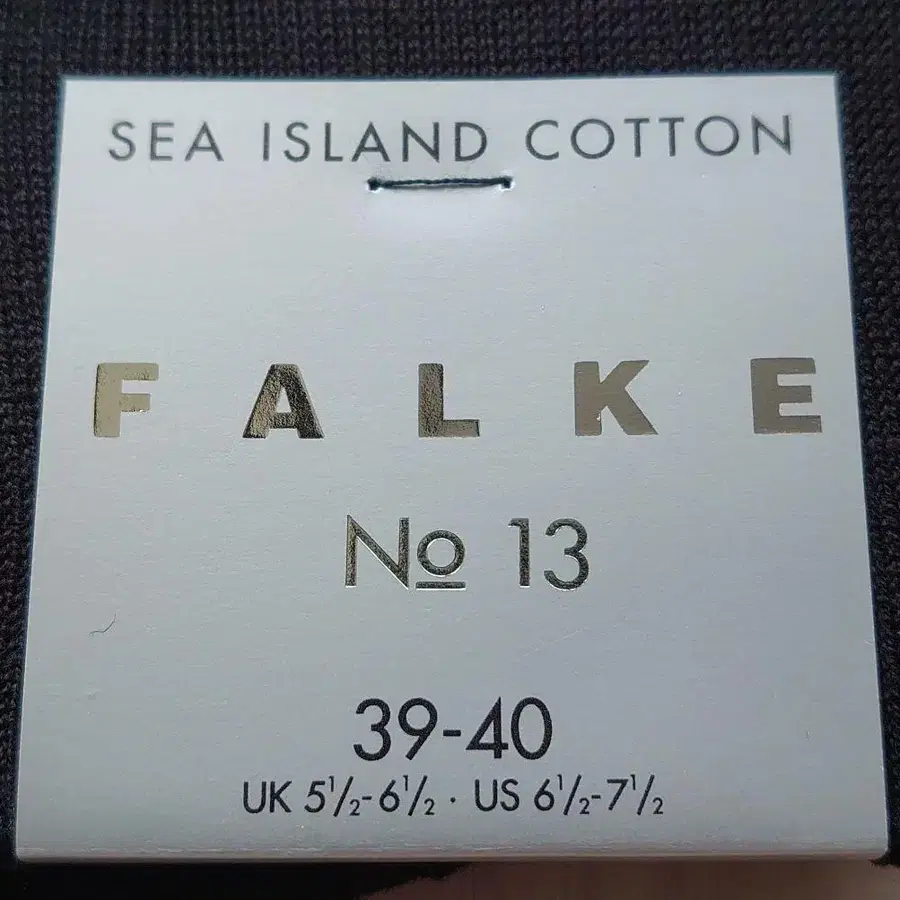 SEA ISLAND COTTON
FALKE
No 13
39-40
UK 5½-6½ · US 6½-7½